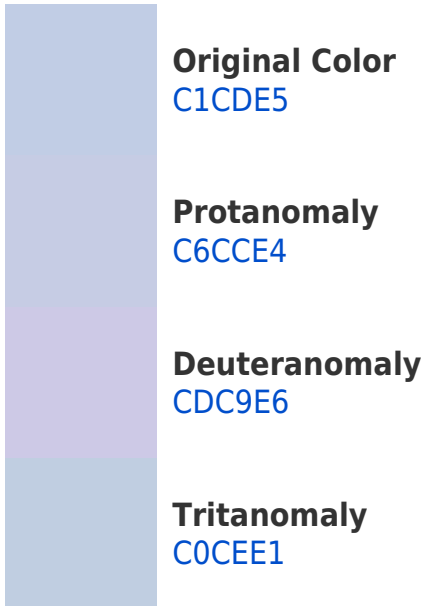 Original Color
C1CDE5
Protanomaly
C6CCE4
Deuteranomaly
CDC9E6
Tritanomaly
C0CEE1